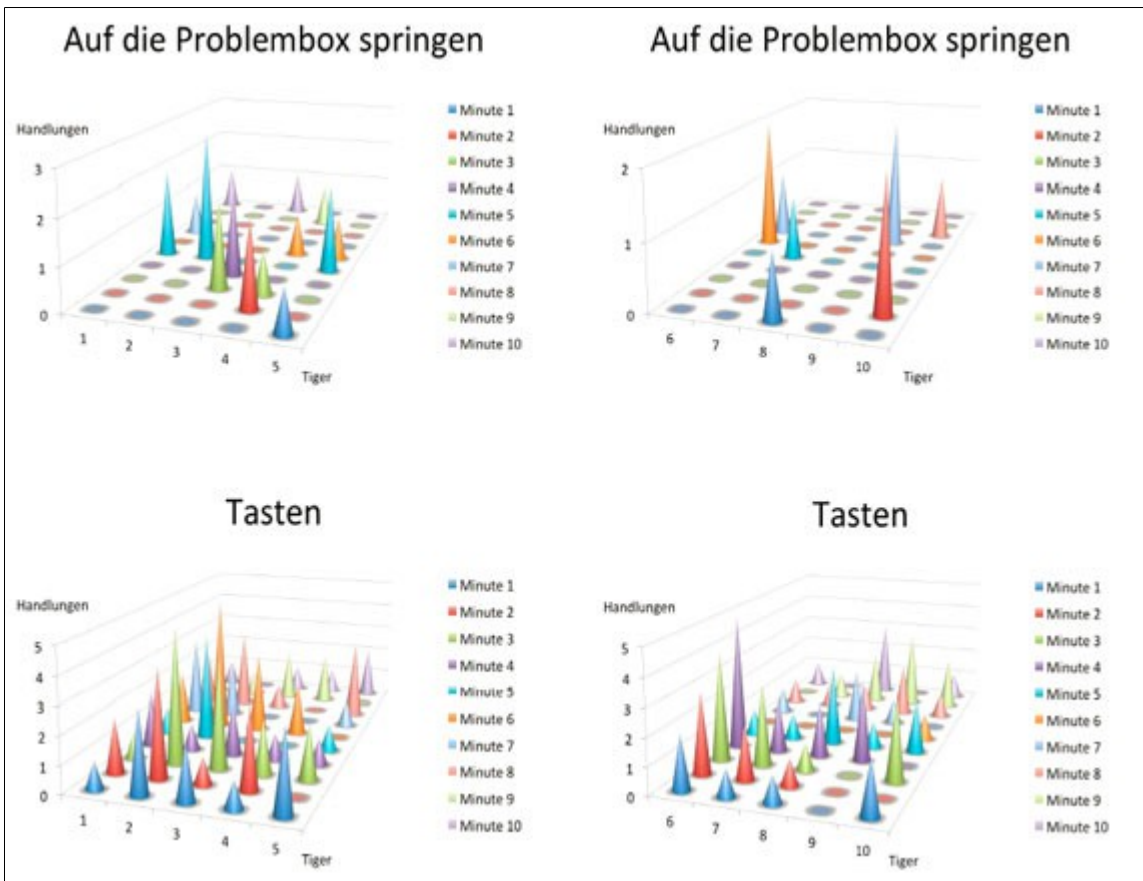 Auf die Problembox springen
Handlungen
3
2
1
0
1 2 3 4 5
Tiger
Minute 1
Minute 2
Minute 3
Minute 4
Minute 5
Minute 6
Minute 7
Minute 8
Minute 9
Minute 10
Auf die Problembox springen
Handlungen
2
1
0
6 7 8 9 10
Tiger
Minute 1
Minute 2
Minute 3
Minute 4
Minute 5
Minute 6
Minute 7
Minute 8
Minute 9
Minute 10
Tasten
Handlungen
5
4
3
2
1
0
1 2 3 4 5
Tiger
Minute 1
Minute 2
Minute 3
Minute 4
Minute 5
Minute 6
Minute 7
Minute 8
Minute 9
Minute 10
Tasten
Handlungen
5
4
3
2
1
0
6 7 8 9 10
Tiger
Minute 1
Minute 2
Minute 3
Minute 4
Minute 5
Minute 6
Minute 7
Minute 8
Minute 9
Minute 10